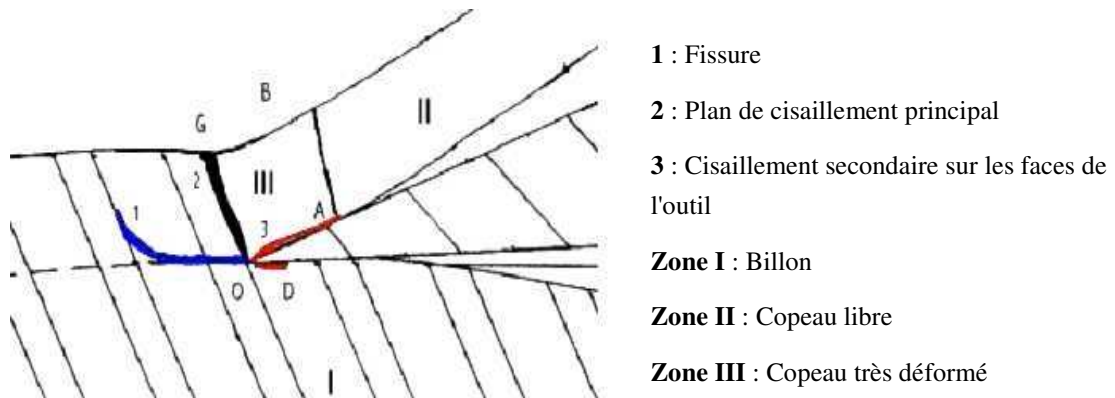 B
II
G
2
III
1
A
3
O
D
I
1 : Fissure
2 : Plan de cisaillement principal
3 : Cisaillement secondaire sur les faces de
l'outil
Zone I : Billon
Zone II : Copeau libre
Zone III : Copeau très déformé